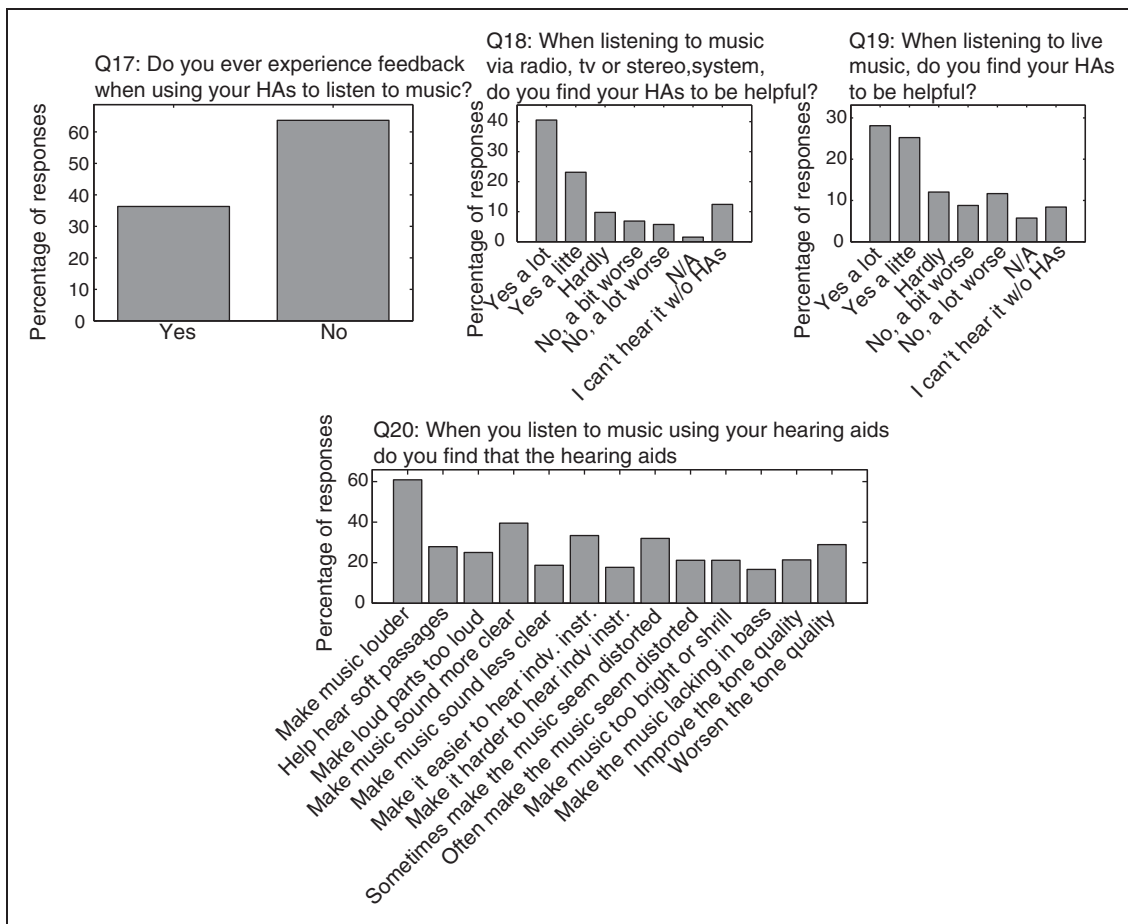 Q17: Do you ever experience feedback
when using your HAs to listen to music?
Percentage of responses
60
50
40
30
20
10
0
Yes
No
Q18: When listening to music
via radio, tv or stereo,system,
do you find your HAs to be helpful?
Percentage of responses
40
30
20
10
0
Yes a lot
Yes a litte
Hardly
No, a bit worse
No, a lot worse
N/A
I can't hear it w/o HAs
Q19: When listening to live
music, do you find your HAs
to be helpful?
Percentage of responses
30
20
10
0
Yes a lot
Yes a litte
Hardly
No, a bit worse
No, a lot worse
N/A
I can't hear it w/o HAs
Q20: When you listen to music using your hearing aids
do you find that the hearing aids
Percentage of responses
60
40
20
0
Make music louder
Help hear soft passages
Make loud parts too loud
Make music sound more clear
Make music sound less clear
Make it easier to hear indv. instr.
Make it harder to hear indv instr.
Sometimes make the music seem distorted
Often make the music seem distorted
Make music too bright or shrill
Make the music lacking in bass
Improve the tone quality
Worsen the tone quality